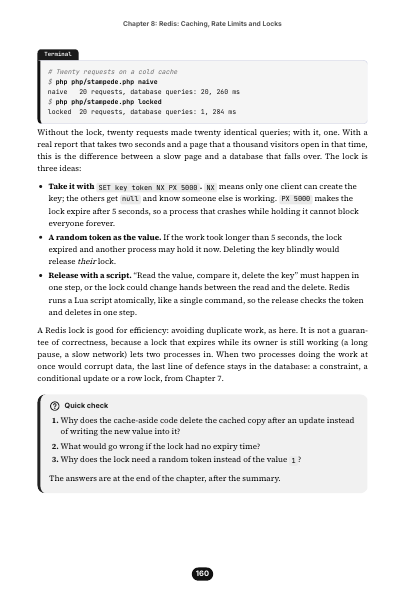 Chapter 8: Redis: Caching, Rate Limits and Locks
Terminal
# Twenty requests on a cold cache
$ php php/stampede.php naive
naive   20 requests, database queries: 20, 260 ms
$ php php/stampede.php locked
locked  20 requests, database queries: 1, 284 ms
Without the lock, twenty requests made twenty identical queries; with it, one. With a
real report that takes two seconds and a page that a thousand visitors open in that time,
this is the difference between a slow page and a database that falls over. The lock is
three ideas:
• Take it with SET key token NX PX 5000. NX means only one client can create the
key; the others get null and know someone else is working. PX 5000 makes the
lock expire after 5 seconds, so a process that crashes while holding it cannot block
everyone forever.
• A random token as the value. If the work took longer than 5 seconds, the lock
expired and another process may hold it now. Deleting the key blindly would
release their lock.
• Release with a script. “Read the value, compare it, delete the key” must happen in
one step, or the lock could change hands between the read and the delete. Redis
runs a Lua script atomically, like a single command, so the release checks the token
and deletes in one step.
A Redis lock is good for efficiency: avoiding duplicate work, as here. It is not a guaran-
tee of correctness, because a lock that expires while its owner is still working (a long
pause, a slow network) lets two processes in. When two processes doing the work at
once would corrupt data, the last line of defence stays in the database: a constraint, a
conditional update or a row lock, from Chapter 7.
Quick check
1. Why does the cache-aside code delete the cached copy after an update instead
of writing the new value into it?
2. What would go wrong if the lock had no expiry time?
3. Why does the lock need a random token instead of the value 1?
The answers are at the end of the chapter, after the summary.
160